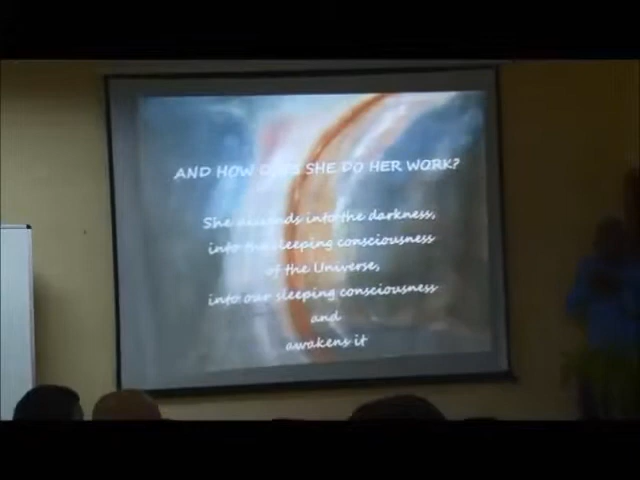 AND HOW DOES SHE DO HER WORK?
She descends into the darkness,
into the sleeping consciousness
of the Universe,
into our sleeping consciousness
and
awakens it